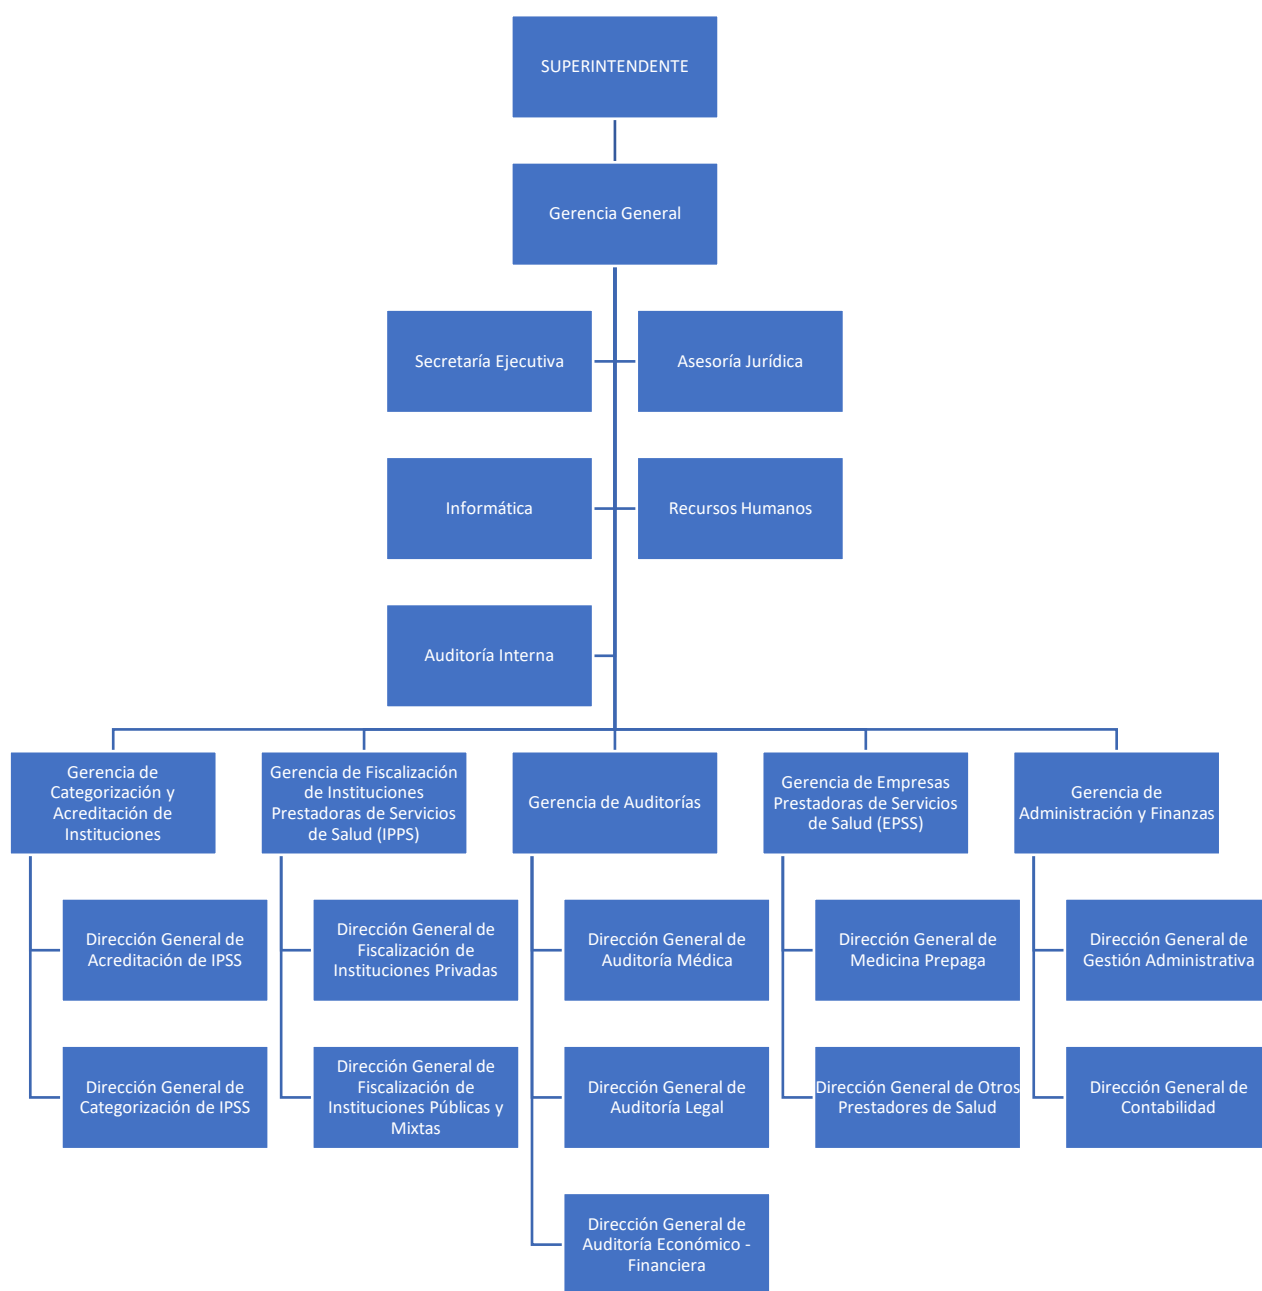 SUPERINTENDENTE
Gerencia General
Secretaría Ejecutiva
Asesoría Jurídica
Informática
Recursos Humanos
Auditoría Interna
Gerencia de
Categorización y
Acreditación de
Instituciones
Gerencia de Fiscalización
de Instituciones
Prestadoras de Servicios
de Salud (IPPS)
Gerencia de Auditorías
Gerencia de Empresas
Prestadoras de Servicios
de Salud (EPSS)
Gerencia de
Administración y Finanzas
Dirección General de
Acreditación de IPSS
Dirección General de
Fiscalización de
Instituciones Privadas
Dirección General de
Auditoría Médica
Dirección General de
Medicina Prepaga
Dirección General de
Gestión Administrativa
Dirección General de
Categorización de IPSS
Dirección General de
Fiscalización de
Instituciones Públicas y
Mixtas
Dirección General de
Auditoría Legal
Dirección General de Otros
Prestadores de Salud
Dirección General de
Contabilidad
Dirección General de
Auditoría Económico -
Financiera